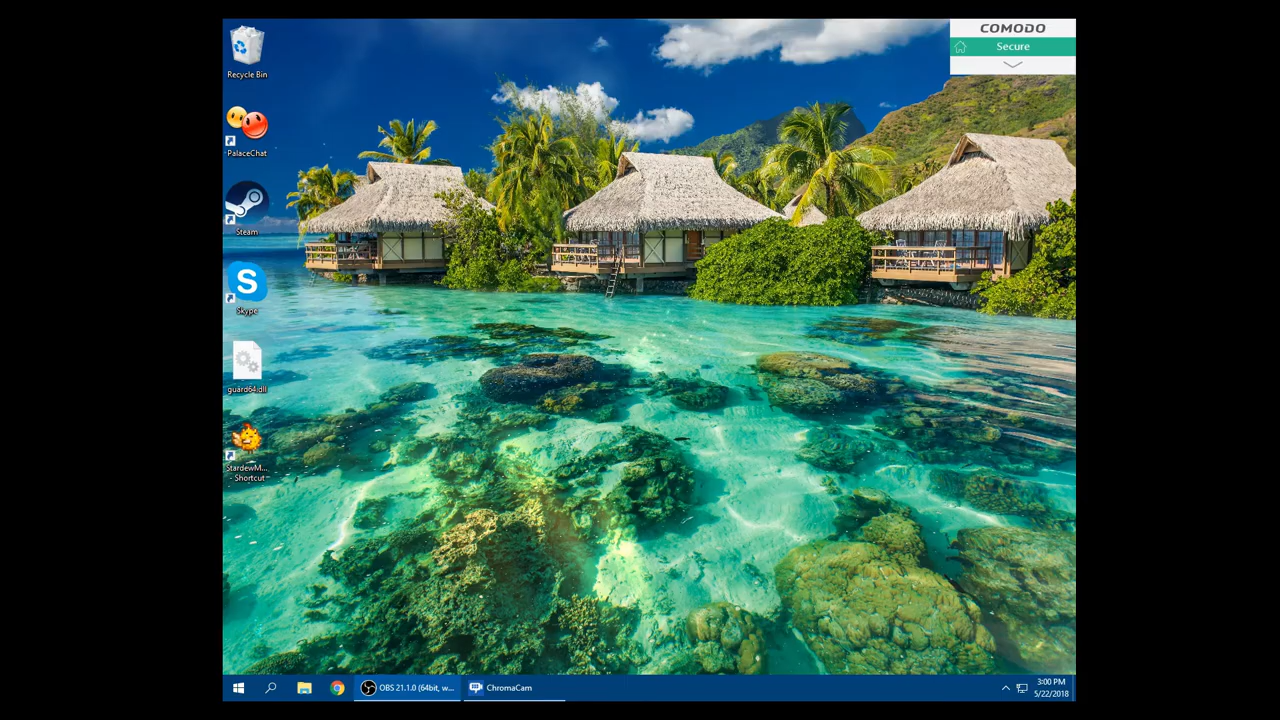 Recycle Bin
PalaceChat
Steam
Skype
guard64.dll
StardewM...
- Shortcut
COMODO
Secure
OBS 21.1.0 (64bit, w...
ChromaCam
3:00 PM
5/22/2018